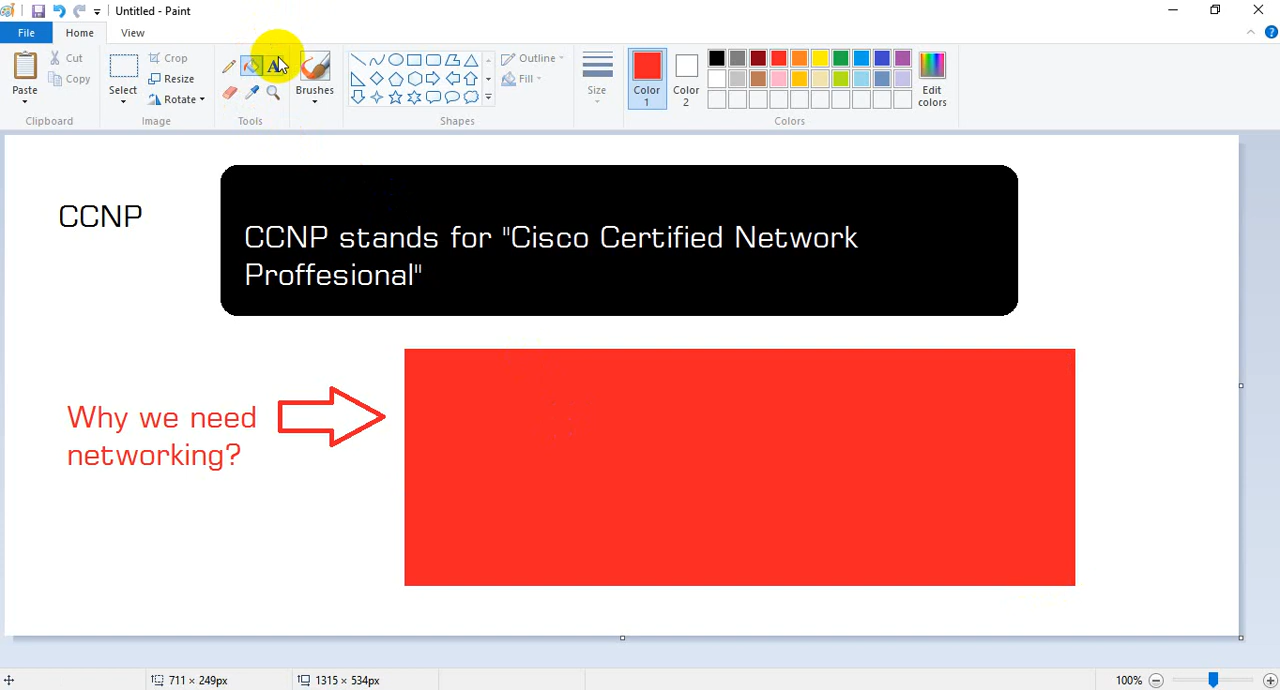 Untitled - Paint
File Home View
Paste
Cut
Copy
Clipboard
Select
Crop
Resize
Rotate
Image
A
Tools
Brushes
Outline
Fill
Shapes
Size
Color 1
Color 2
Edit colors
Colors
CCNP
CCNP stands for "Cisco Certified Network
Proffesional"
Why we need
networking?
711 × 249px
1315 × 534px
100%